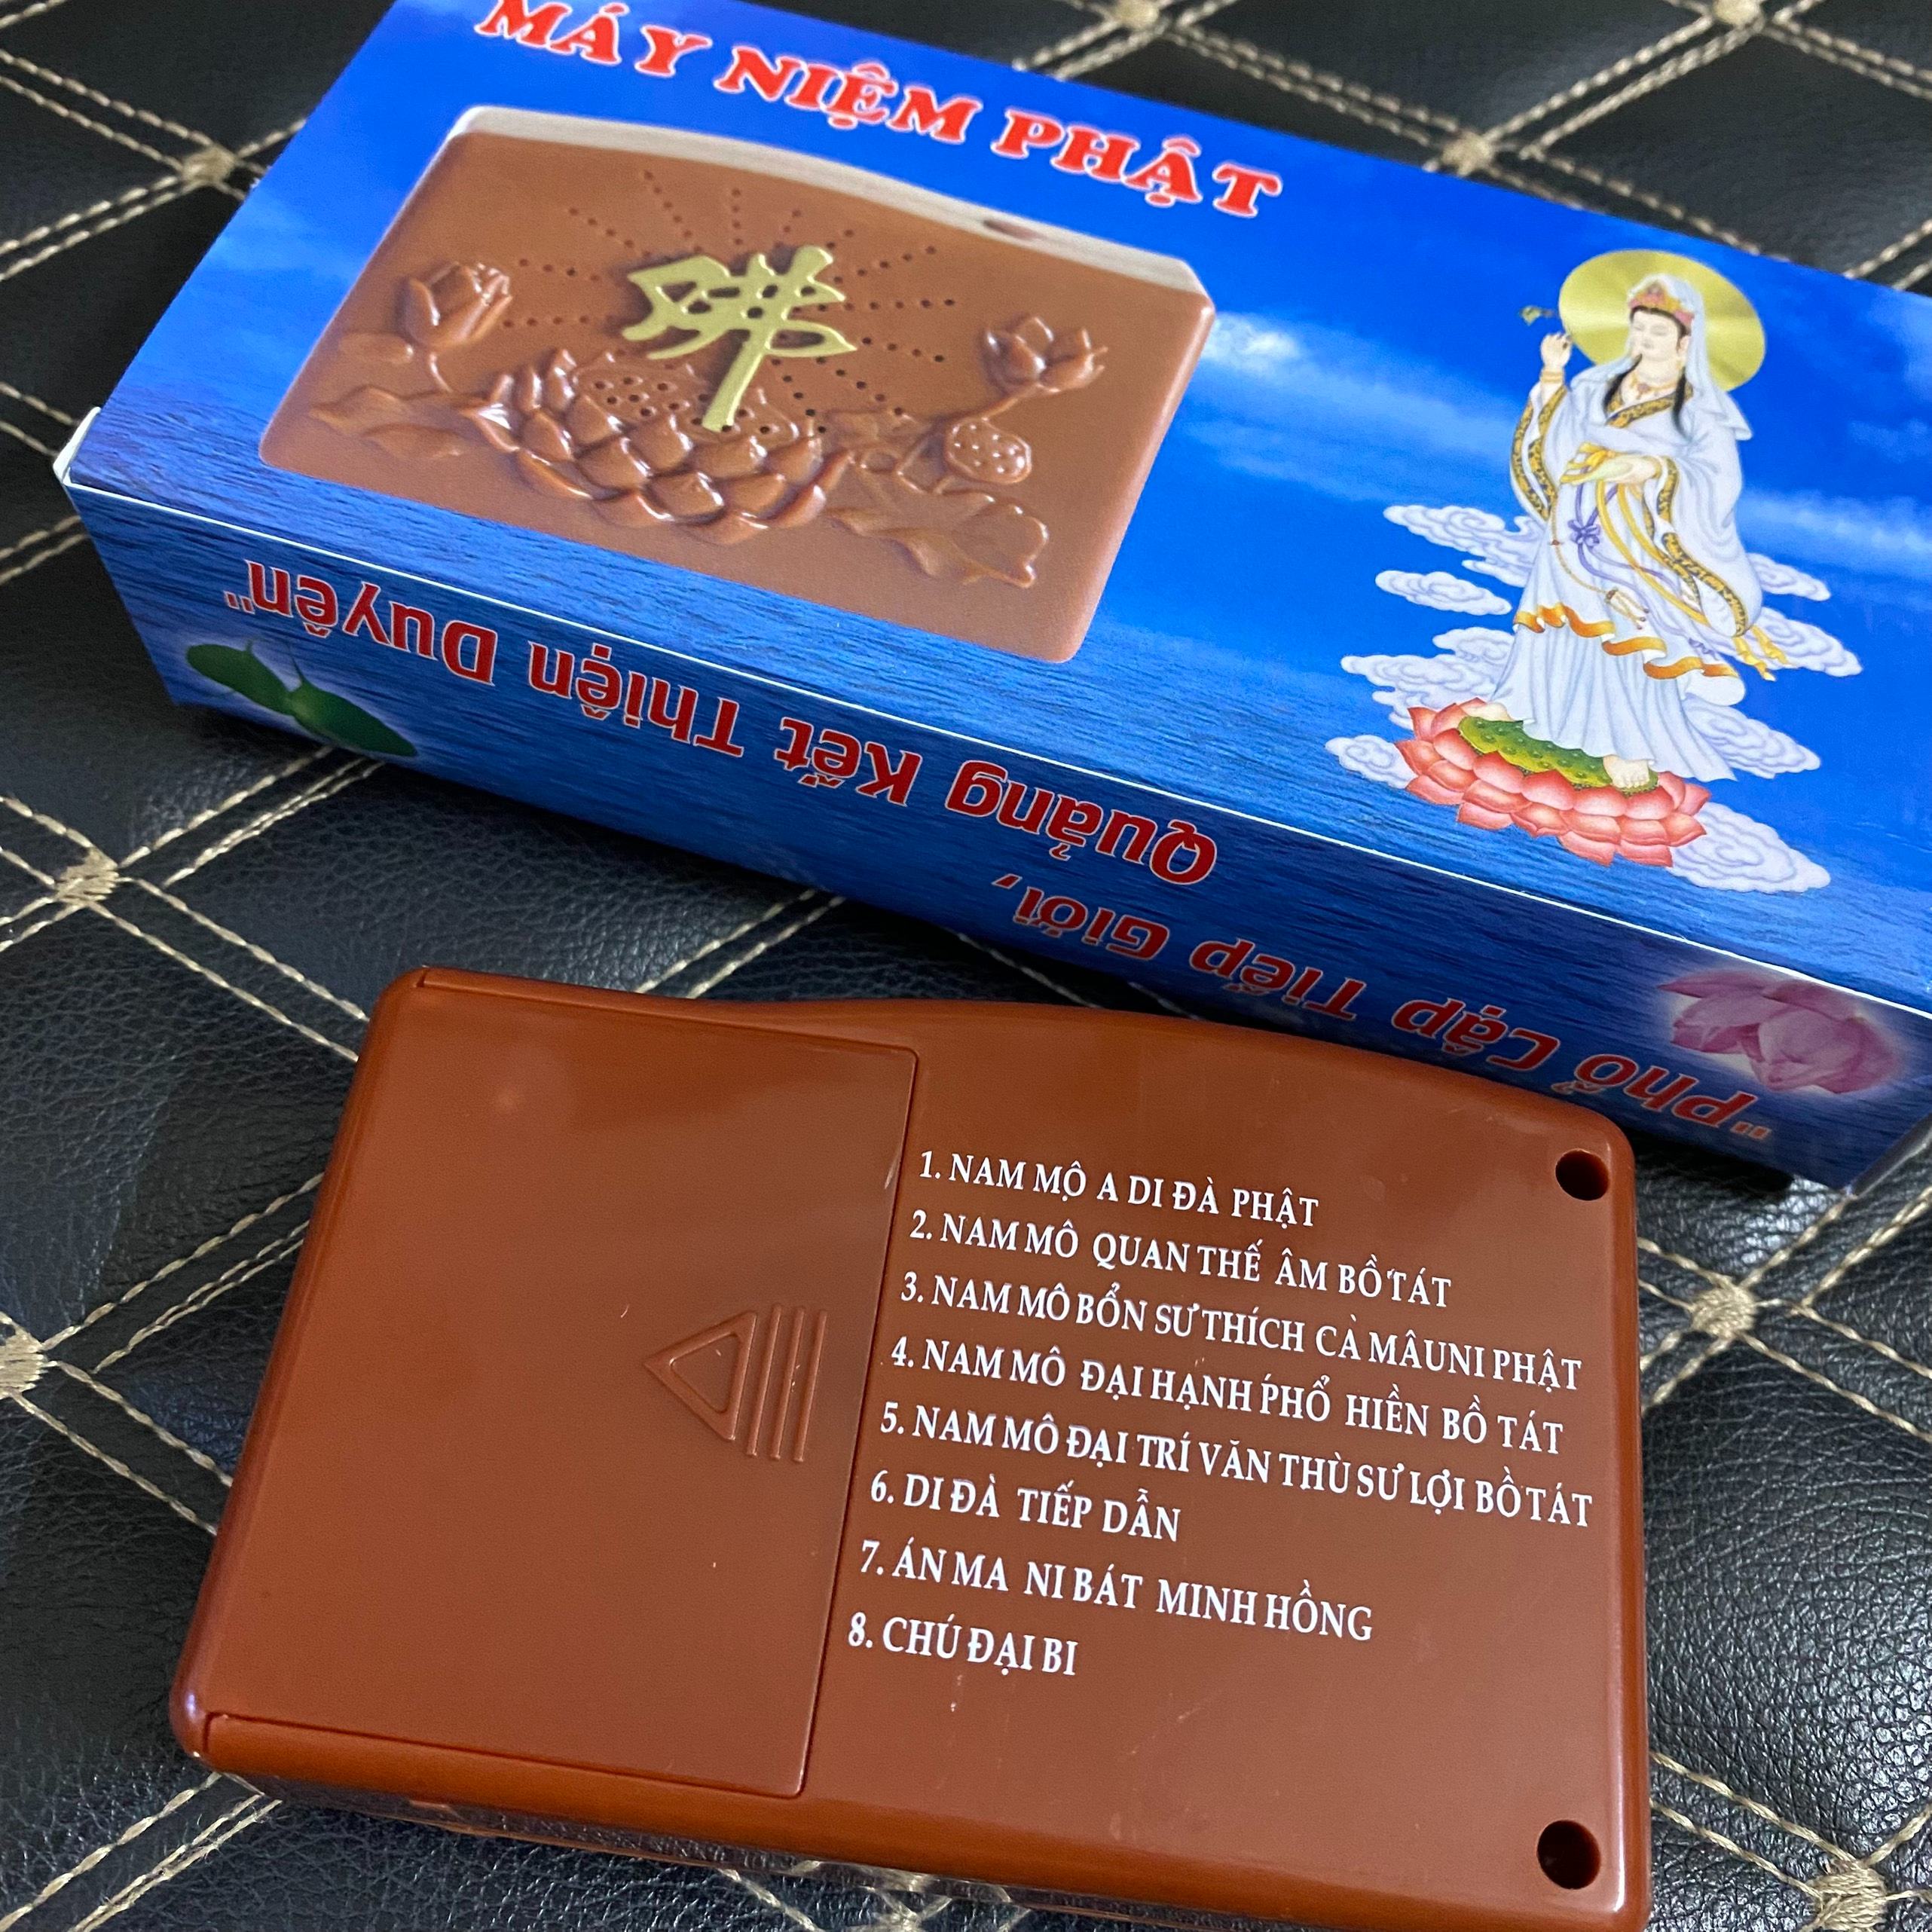 MÁY NIỆM PHẬT
佛
"Phổ Cập Tiếp Giới,
Quảng Kết Thiện Duyên"
1. NAM MỘ A DI ĐÀ PHẬT
2. NAM MÔ QUAN THẾ ÂM BỒ TÁT
3. NAM MÔ BỔN SƯ THÍCH CÀ MÂUNI PHẬT
4. NAM MÔ ĐẠI HẠNH PHỔ HIỀN BỒ TÁT
5. NAM MÔ ĐẠI TRÍ VĂN THÙ SƯ LỢI BỒ TÁT
6. DI ĐÀ TIẾP DẪN
7. ÁN MA NI BÁT MINH HỒNG
8. CHÚ ĐẠI BI